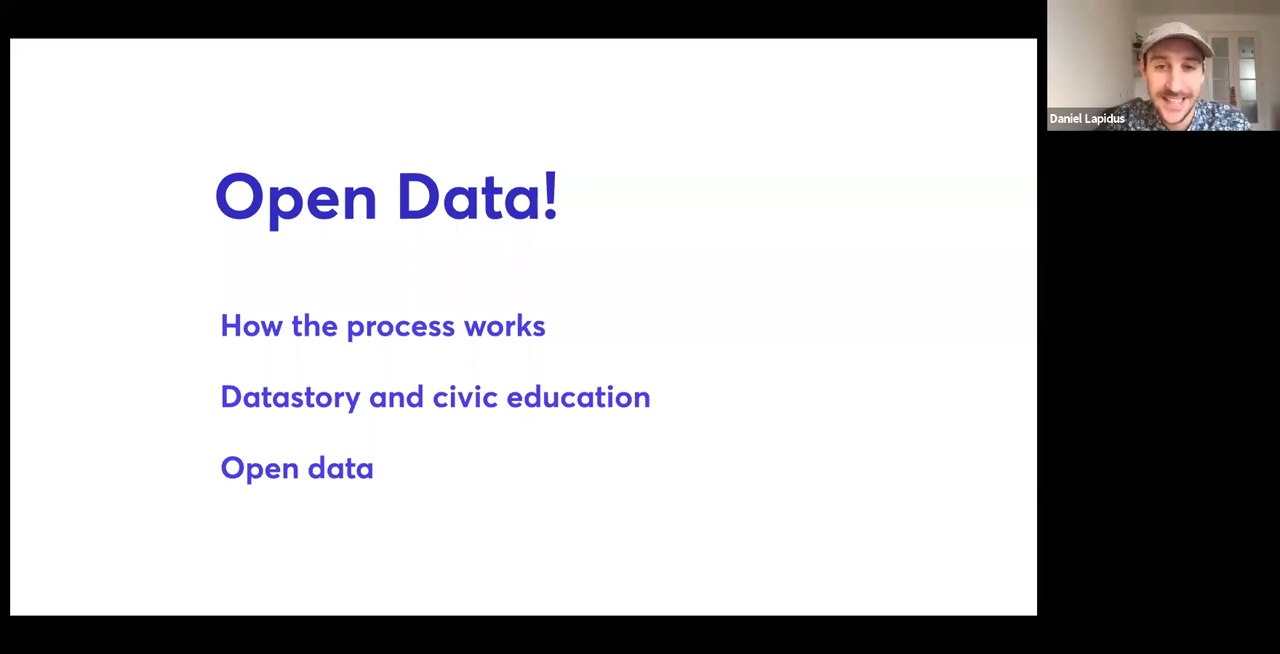 Open Data!
How the process works
Datastory and civic education
Open data
Daniel Lapidus